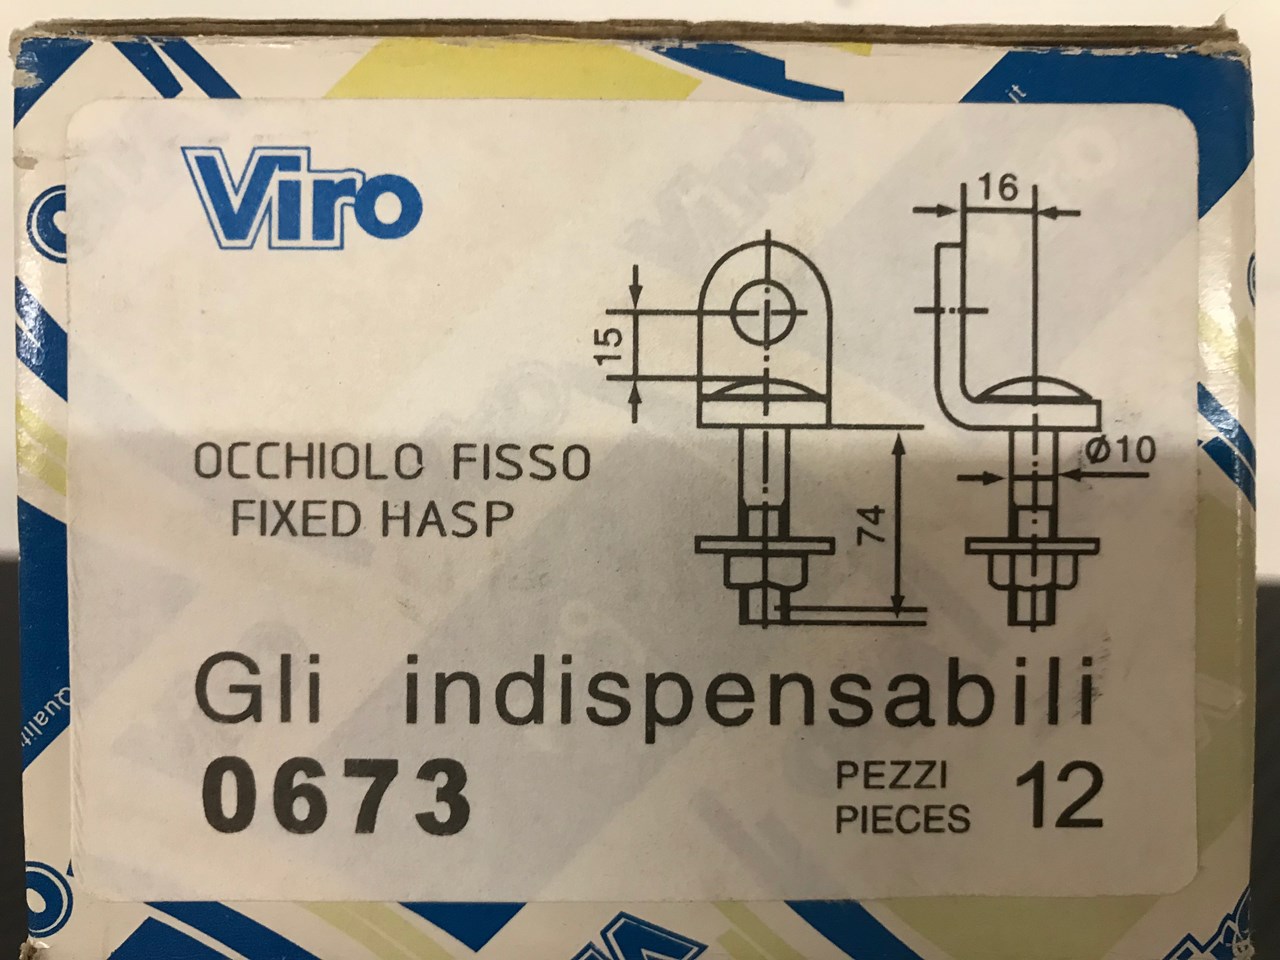 Viro
16
15
OCCHIOLO FISSO
FIXED HASP
Ø10
74
Gli indispensabili
0673
PEZZI
PIECES
12